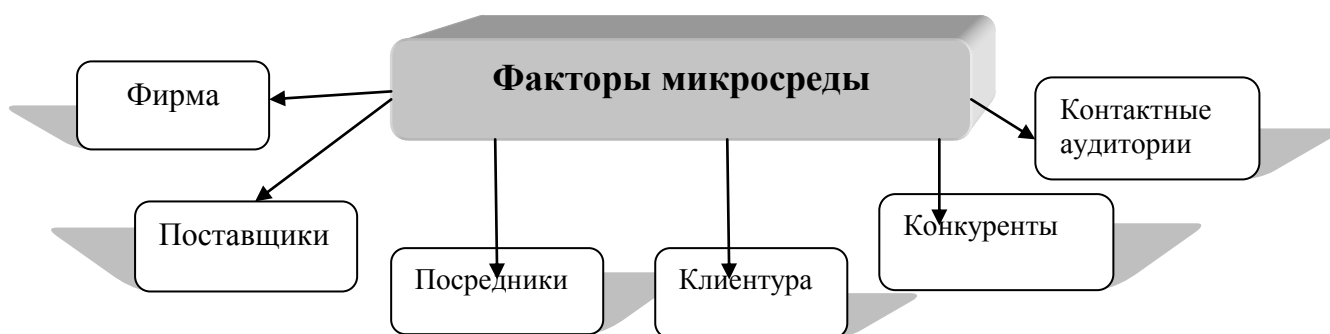 Факторы микросреды
Фирма
Контактные
аудитории
Поставщики
Конкуренты
Посредники
Клиентура